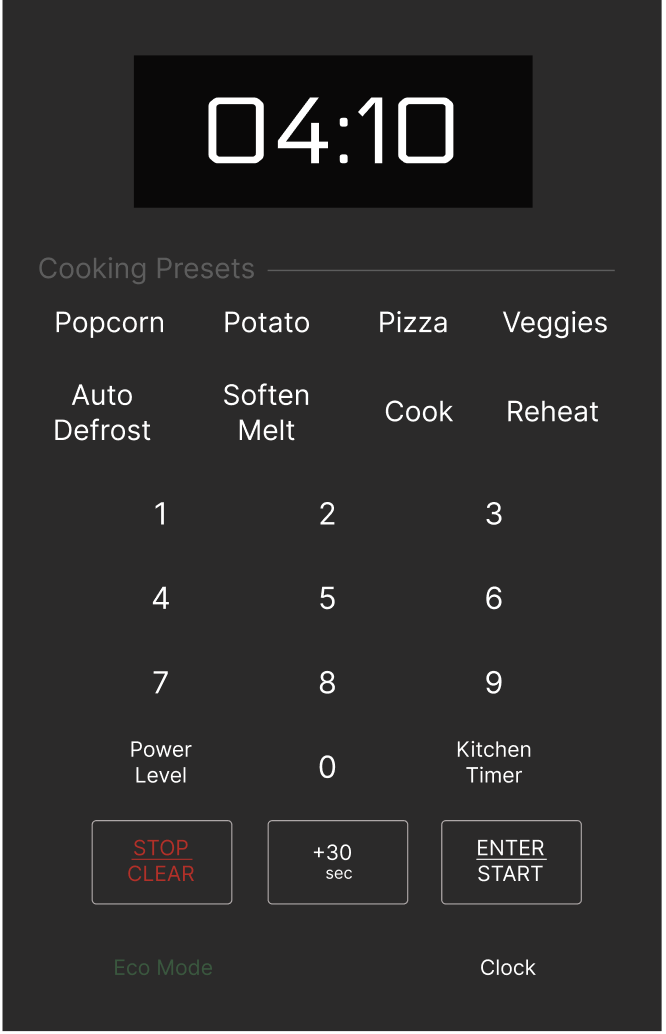 04:10
Cooking Presets
Popcorn Potato Pizza Veggies
Auto Defrost
Soften Melt
Cook
Reheat
1 2 3
4 5 6
7 8 9
Power Level
0
Kitchen Timer
STOP
CLEAR
+30
sec
ENTER
START
Eco Mode Clock